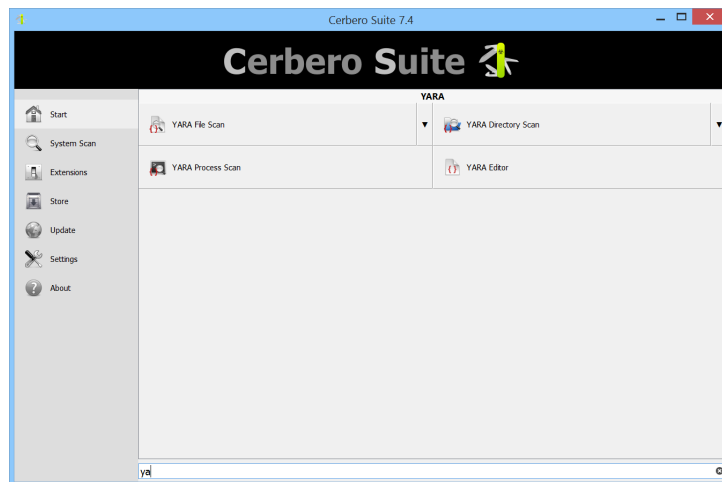 Cerbero Suite 7.4
Cerbero Suite
YARA
Start
YARA File Scan
YARA Directory Scan
System Scan
YARA Process Scan
YARA Editor
Extensions
Store
Update
Settings
About
ya